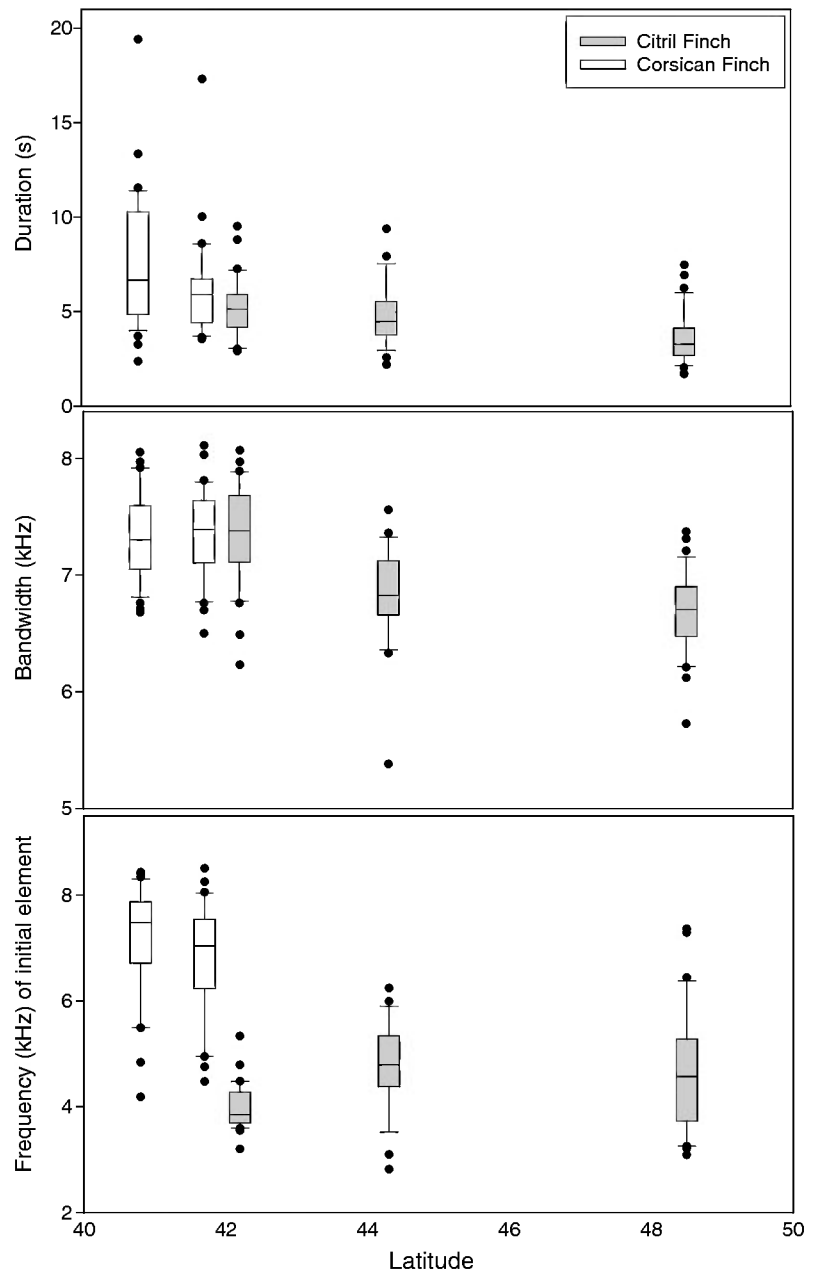 20
15
10
5
0
Duration (s)
Citril Finch
Corsican Finch
8
7
6
5
Bandwidth (kHz)
8
6
4
2
Frequency (kHz) of initial element
40 42 44 46 48 50
Latitude